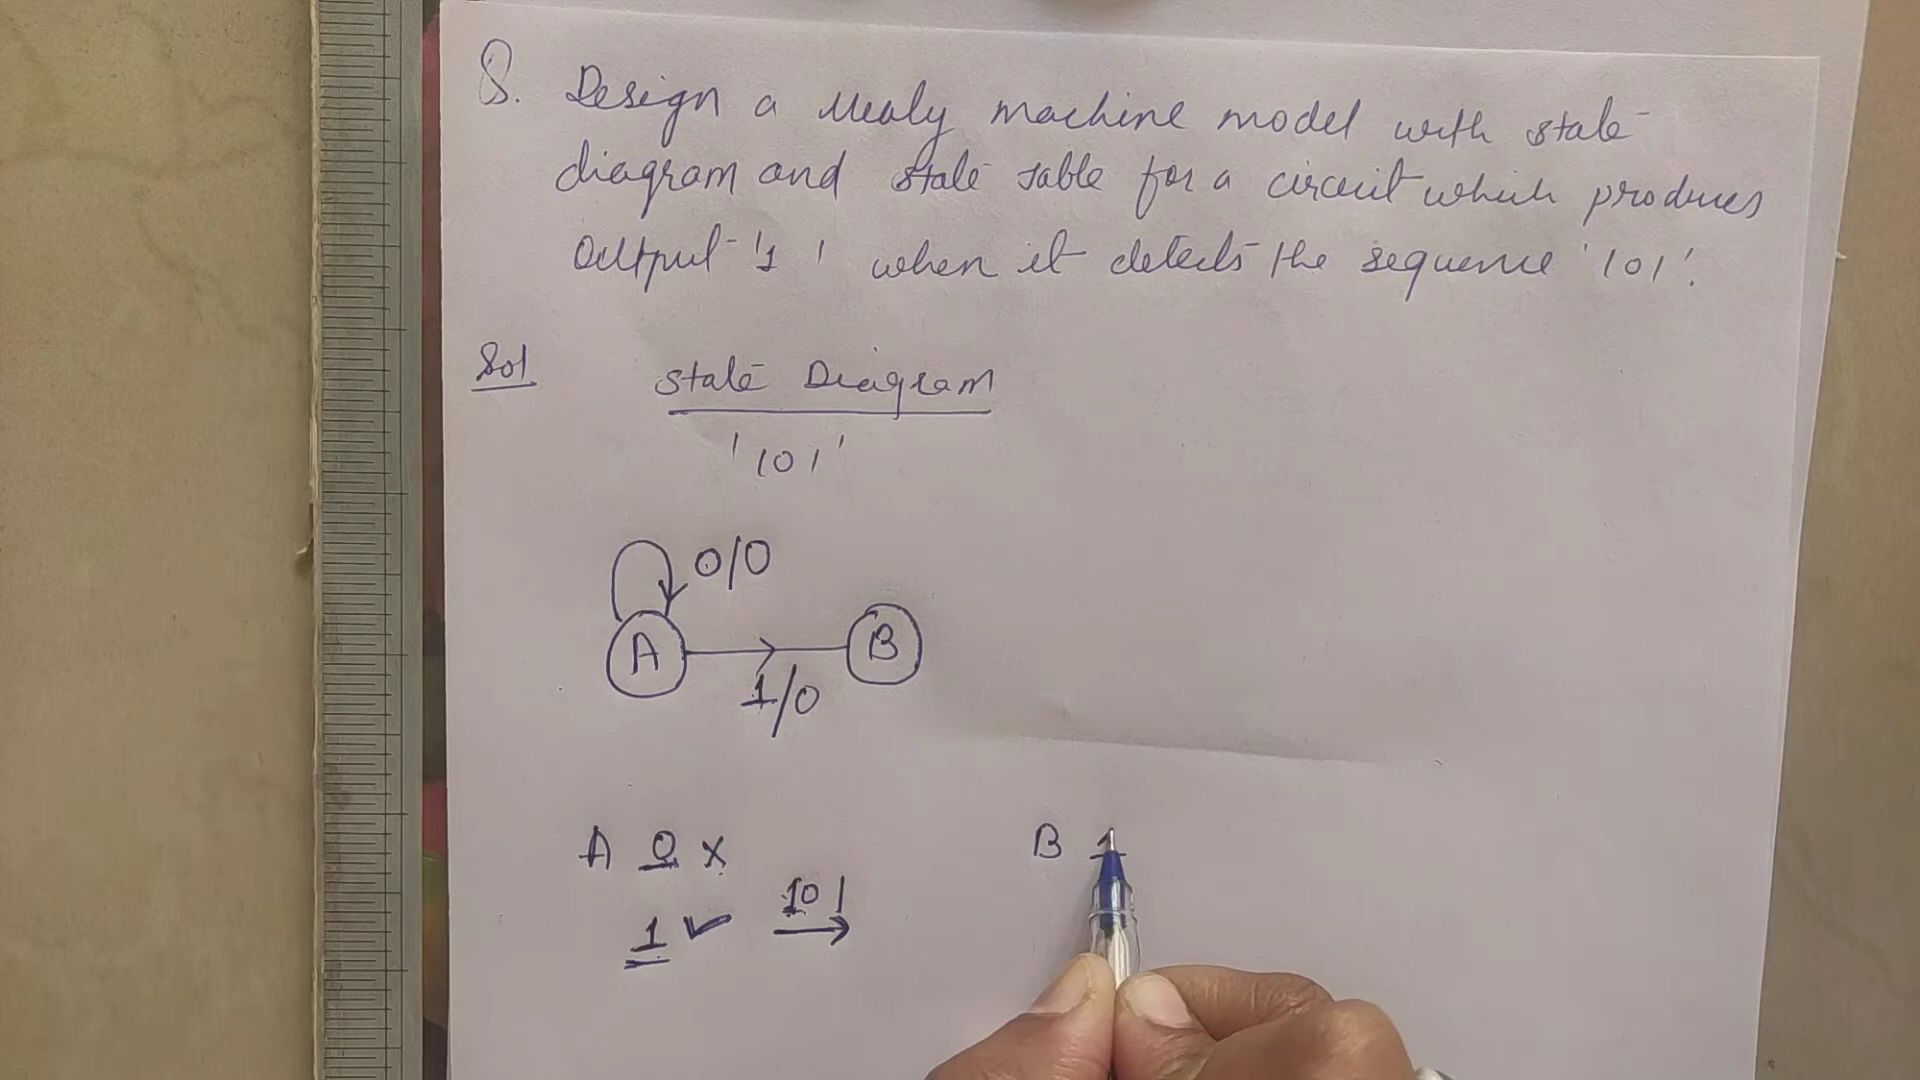 Q. Design a Mealy machine model with state
diagram and state table for a circuit which produces
Output '1' when it detects the sequence '101'.
Sol
State Diagram
'101'
0/0
A
B
1/0
A 0 x
1 ✓
101
B 1